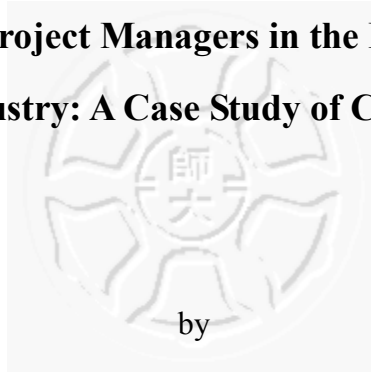 roject Managers in the
ustry: A Case Study of C
師
大
by